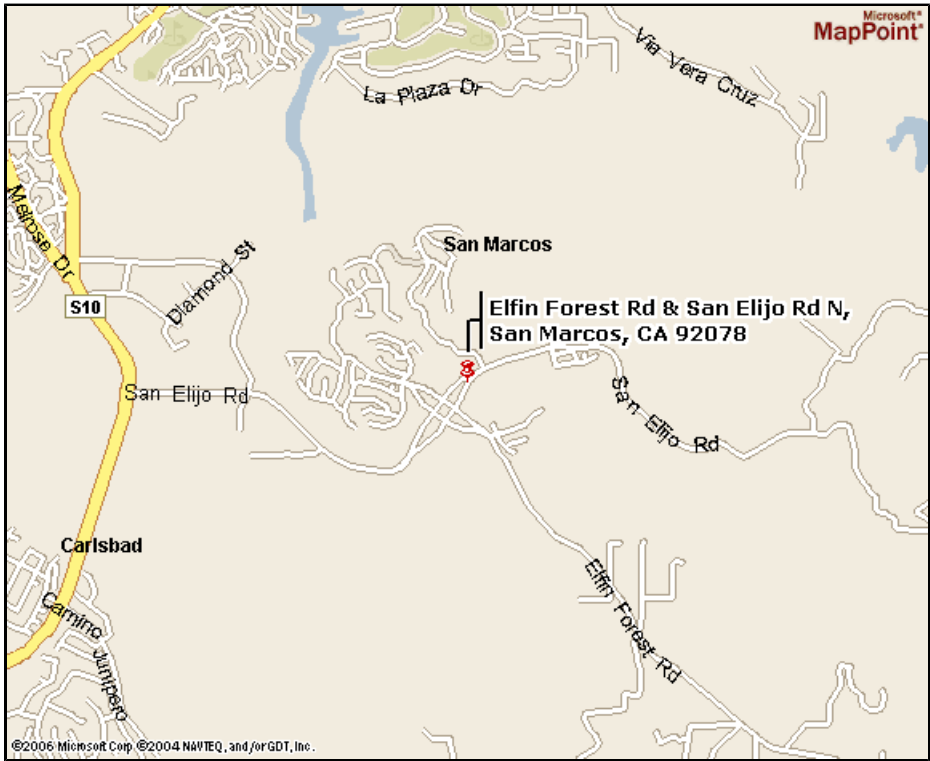 Microsoft®
MapPoint®
Via Vera Cruz
La Plaza Dr
Melrose Dr
San Marcos
Diamond St
S10
Elfin Forest Rd & San Elijo Rd N,
San Marcos, CA 92078
San Elijo Rd
San Elijo Rd
Carlsbad
Elfin Forest Rd
Camino Junipero
©2006 Microsoft Corp ©2004 NAVTEQ, and/or GDT, Inc.